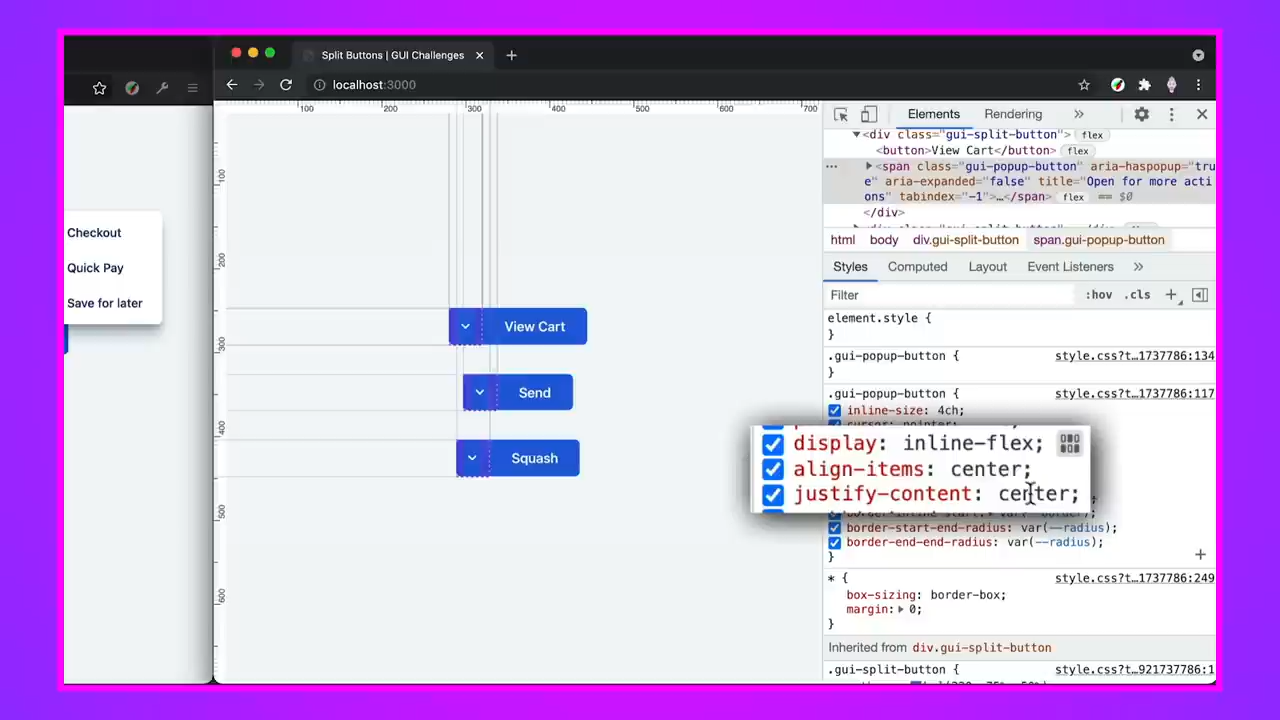 Split Buttons | GUI Challenges
localhost:3000
Checkout
Quick Pay
Save for later
100
200
300
400
500
600
700
100
200
300
400
500
600
View Cart
Send
Squash
Elements
Rendering
<div class="gui-split-button"> flex
<button>View Cart</button> flex
<span class="gui-popup-button" aria-haspopup="tru
e" aria-expanded="false" title="Open for more acti
ons" tabindex="-1">…</span> flex == $0
</div>
html body div.gui-split-button span.gui-popup-button
Styles Computed Layout Event Listeners
Filter :hov .cls
element.style {
}
.gui-popup-button { style.css?t…1737786:134
}
.gui-popup-button { style.css?t…1737786:117
inline-size: 4ch;
display: inline-flex;
align-items: center;
justify-content: center;
border-start-end-radius: var(--radius);
border-end-end-radius: var(--radius);
}
* { style.css?t…1737786:249
box-sizing: border-box;
margin: 0;
}
Inherited from div.gui-split-button
.gui-split-button { style.css?t…921737786:1